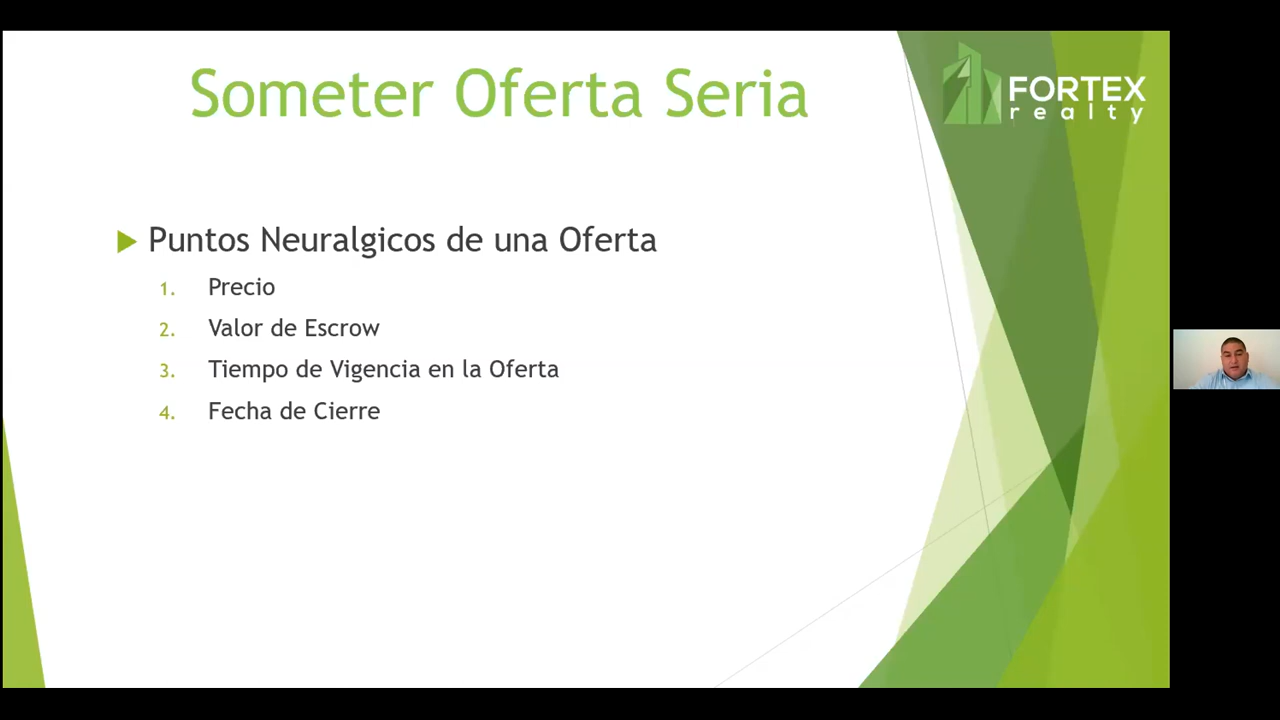 Someter Oferta Seria
FORTEX
realty
Puntos Neuralgicos de una Oferta
1. Precio
2. Valor de Escrow
3. Tiempo de Vigencia en la Oferta
4. Fecha de Cierre